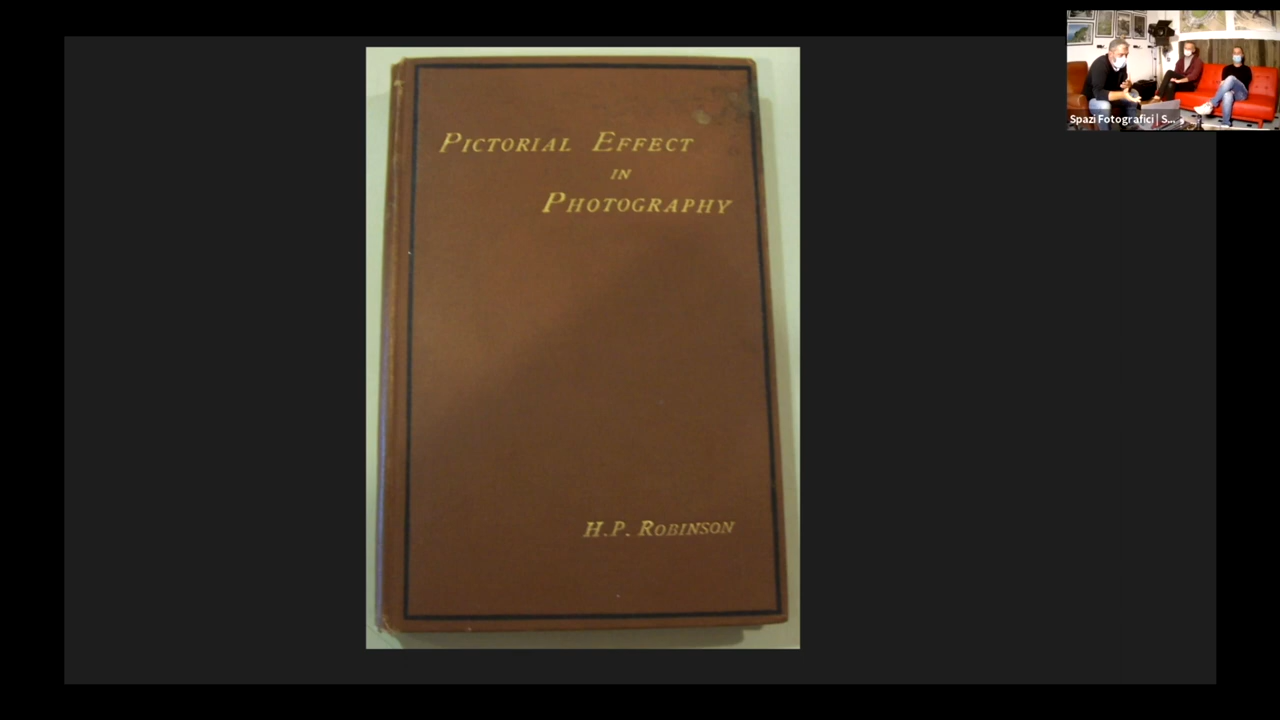 PICTORIAL EFFECT
IN
PHOTOGRAPHY
H.P. ROBINSON
Spazi Fotografici | S...